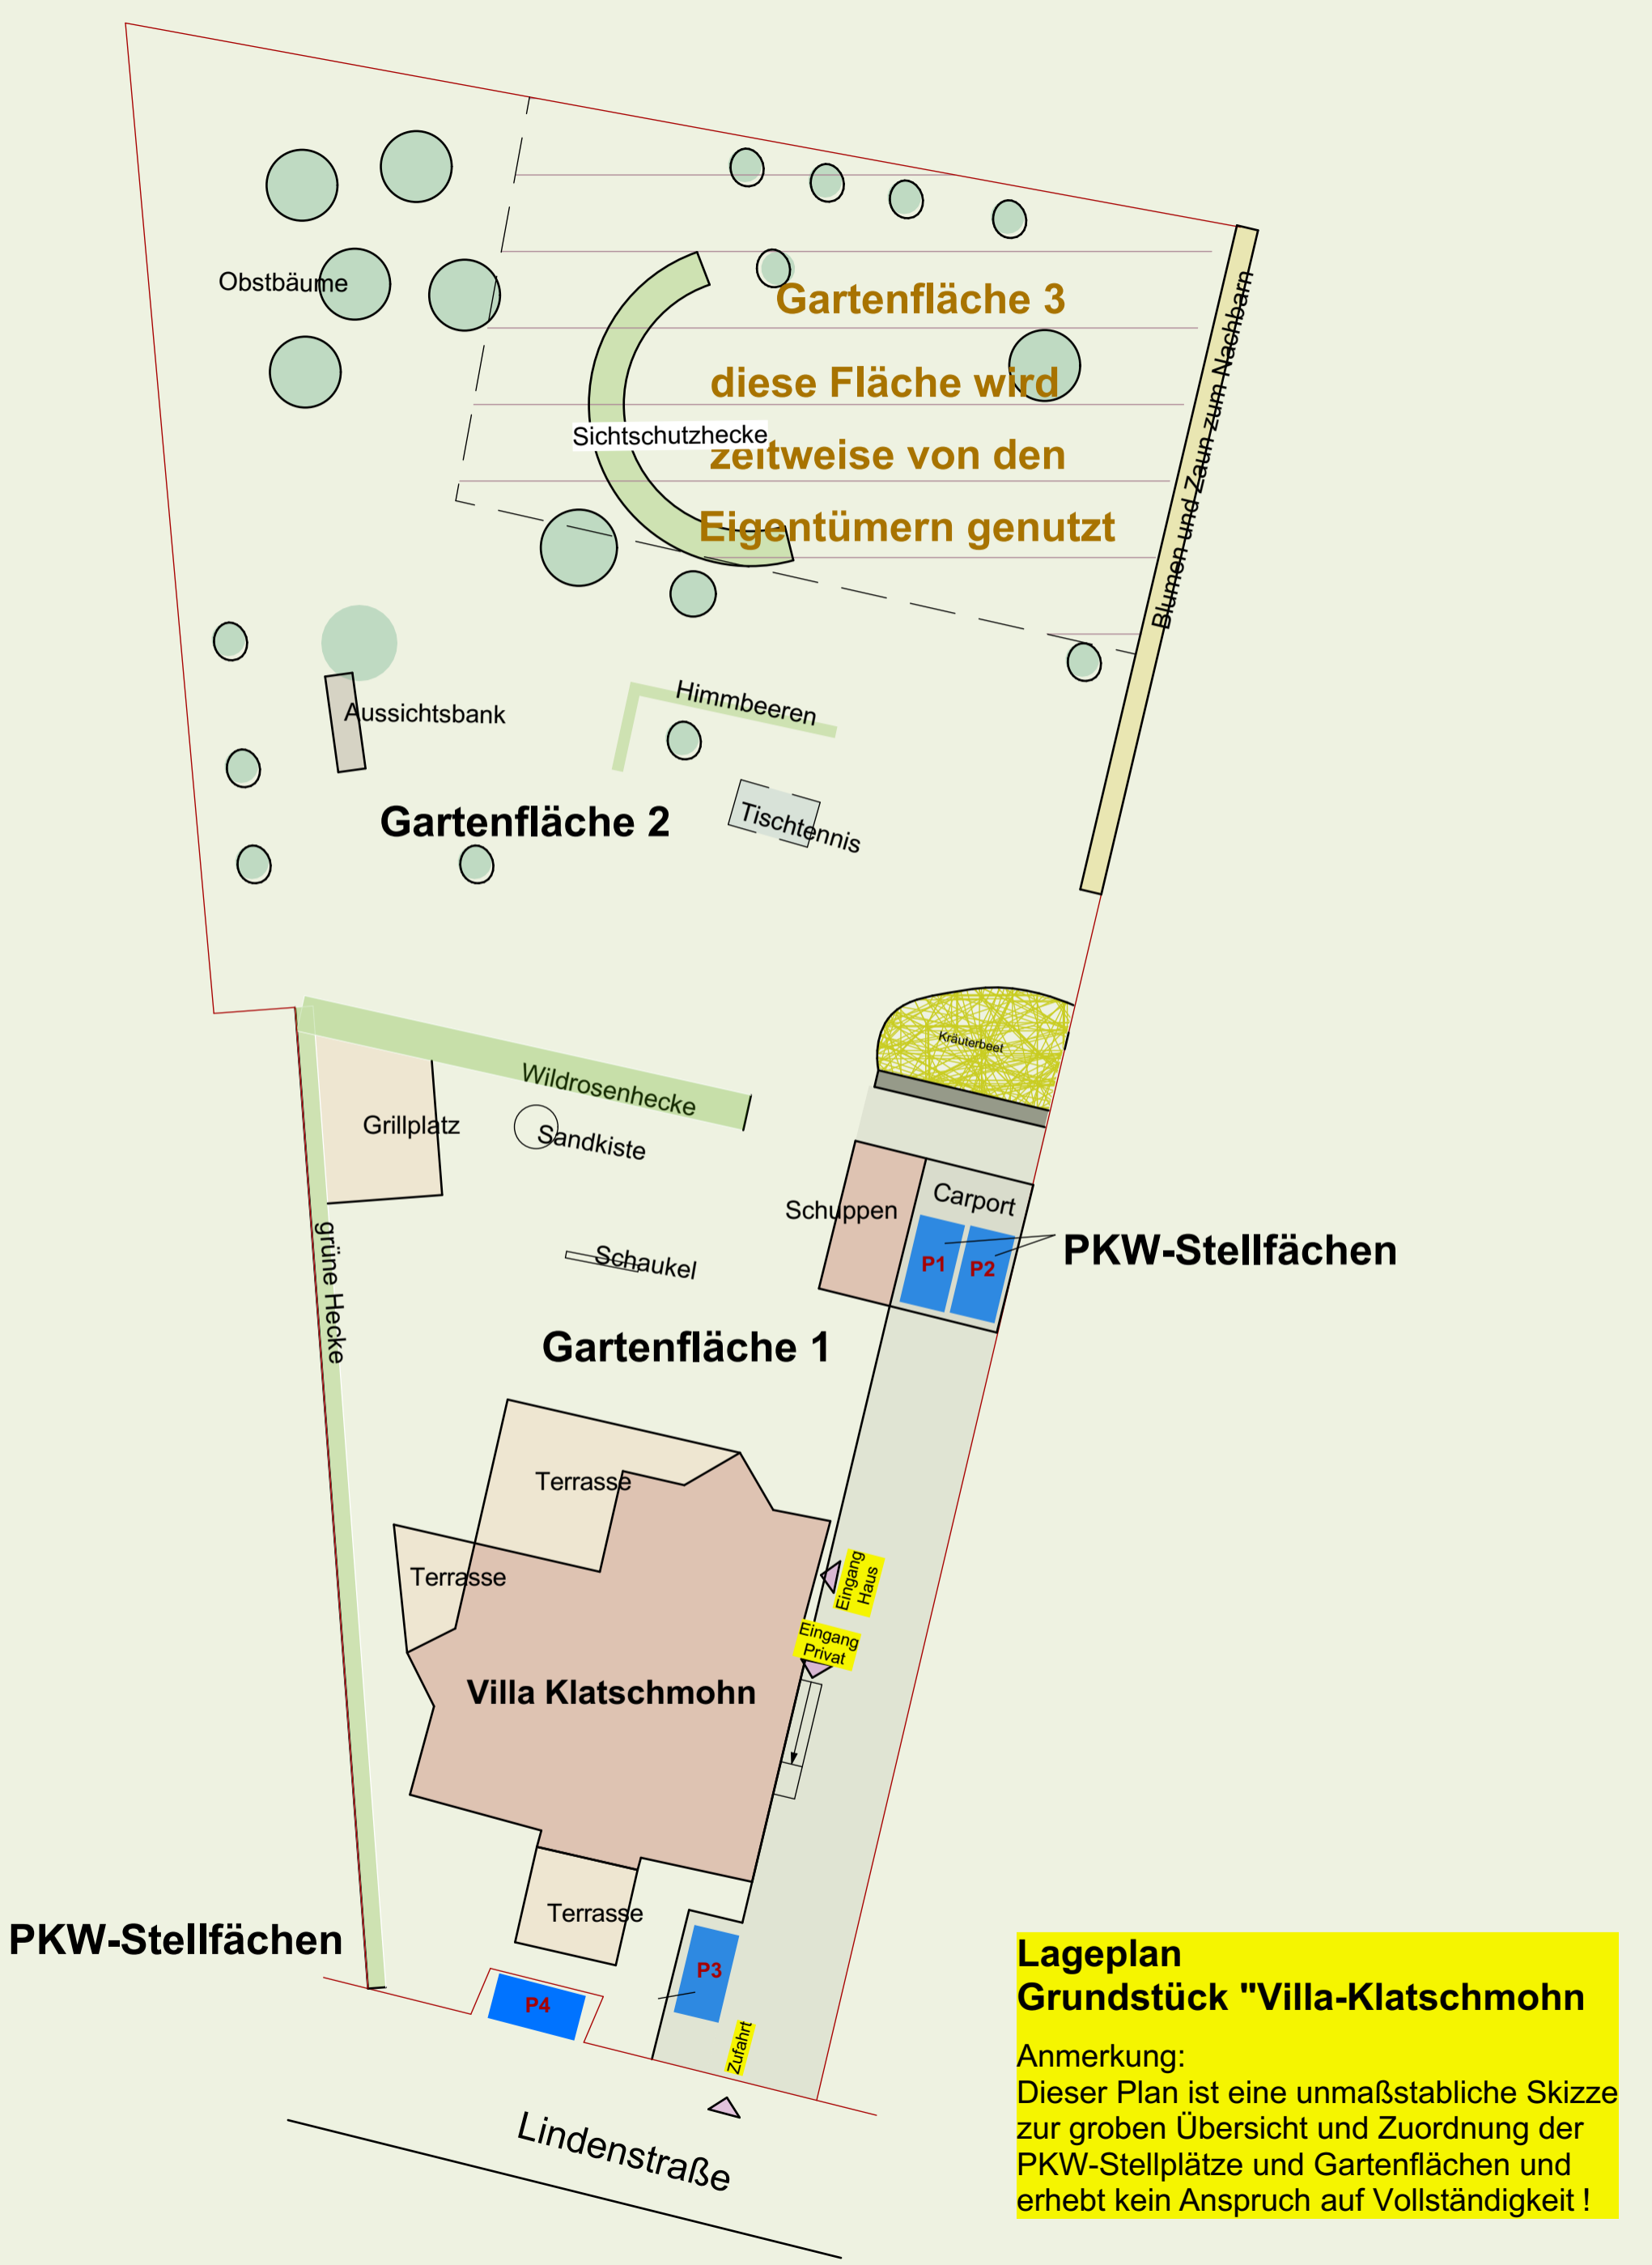 Obstbäume
Gartenfläche 3
diese Fläche wird
Sichtschutzhecke
zeitweise von den
Eigentümern genutzt
Blumen und Zaun zum Nachbarn
Himmbeeren
Aussichtsbank
Tischtennis
Gartenfläche 2
Kräuterbeet
Wildrosenhecke
Grillplatz
Sandkiste
Schuppen
Carport
PKW-Stellfächen
P1
P2
grüne Hecke
Schaukel
Gartenfläche 1
Terrasse
Terrasse
Eingang
Haus
Eingang
Privat
Villa Klatschmohn
Terrasse
PKW-Stellfächen
P3
P4
Zufahrt
Lindenstraße
Lageplan
Grundstück "Villa-Klatschmohn
Anmerkung:
Dieser Plan ist eine unmaßstabliche Skizze
zur groben Übersicht und Zuordnung der
PKW-Stellplätze und Gartenflächen und
erhebt kein Anspruch auf Vollständigkeit !